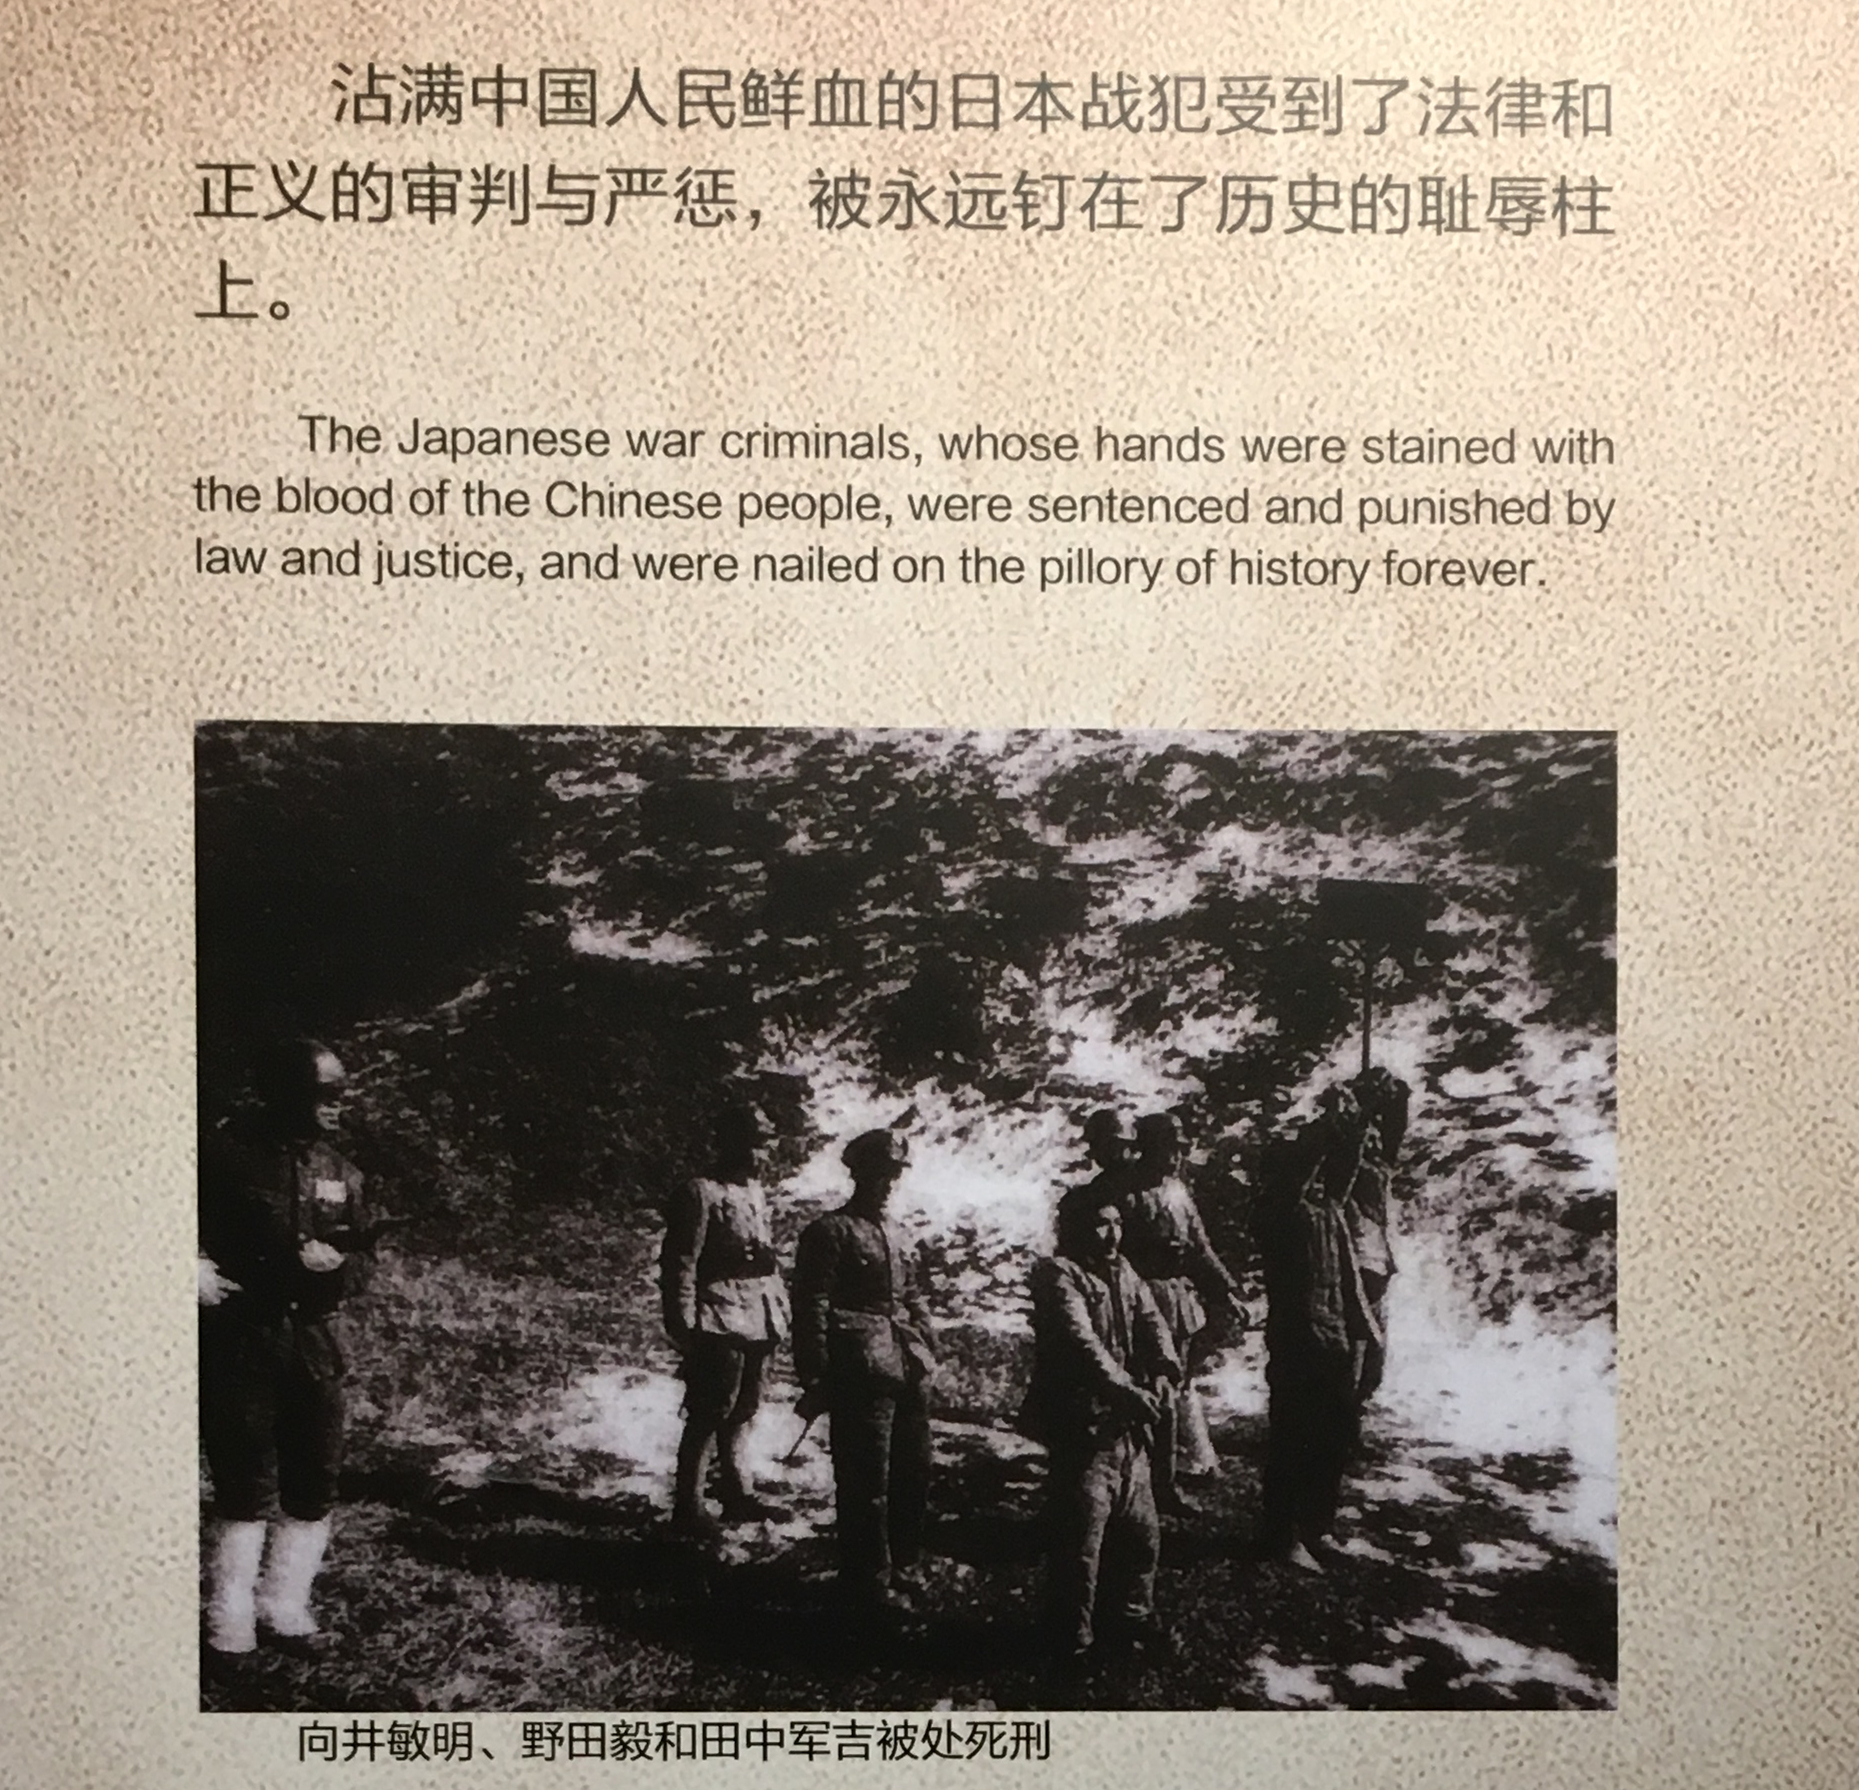 沾满中国人民鲜血的日本战犯受到了法律和
正义的审判与严惩，被永远钉在了历史的耻辱柱
上。
The Japanese war criminals, whose hands were stained with
the blood of the Chinese people, were sentenced and punished by
law and justice, and were nailed on the pillory of history forever.
向井敏明、野田毅和田中军吉被处死刑